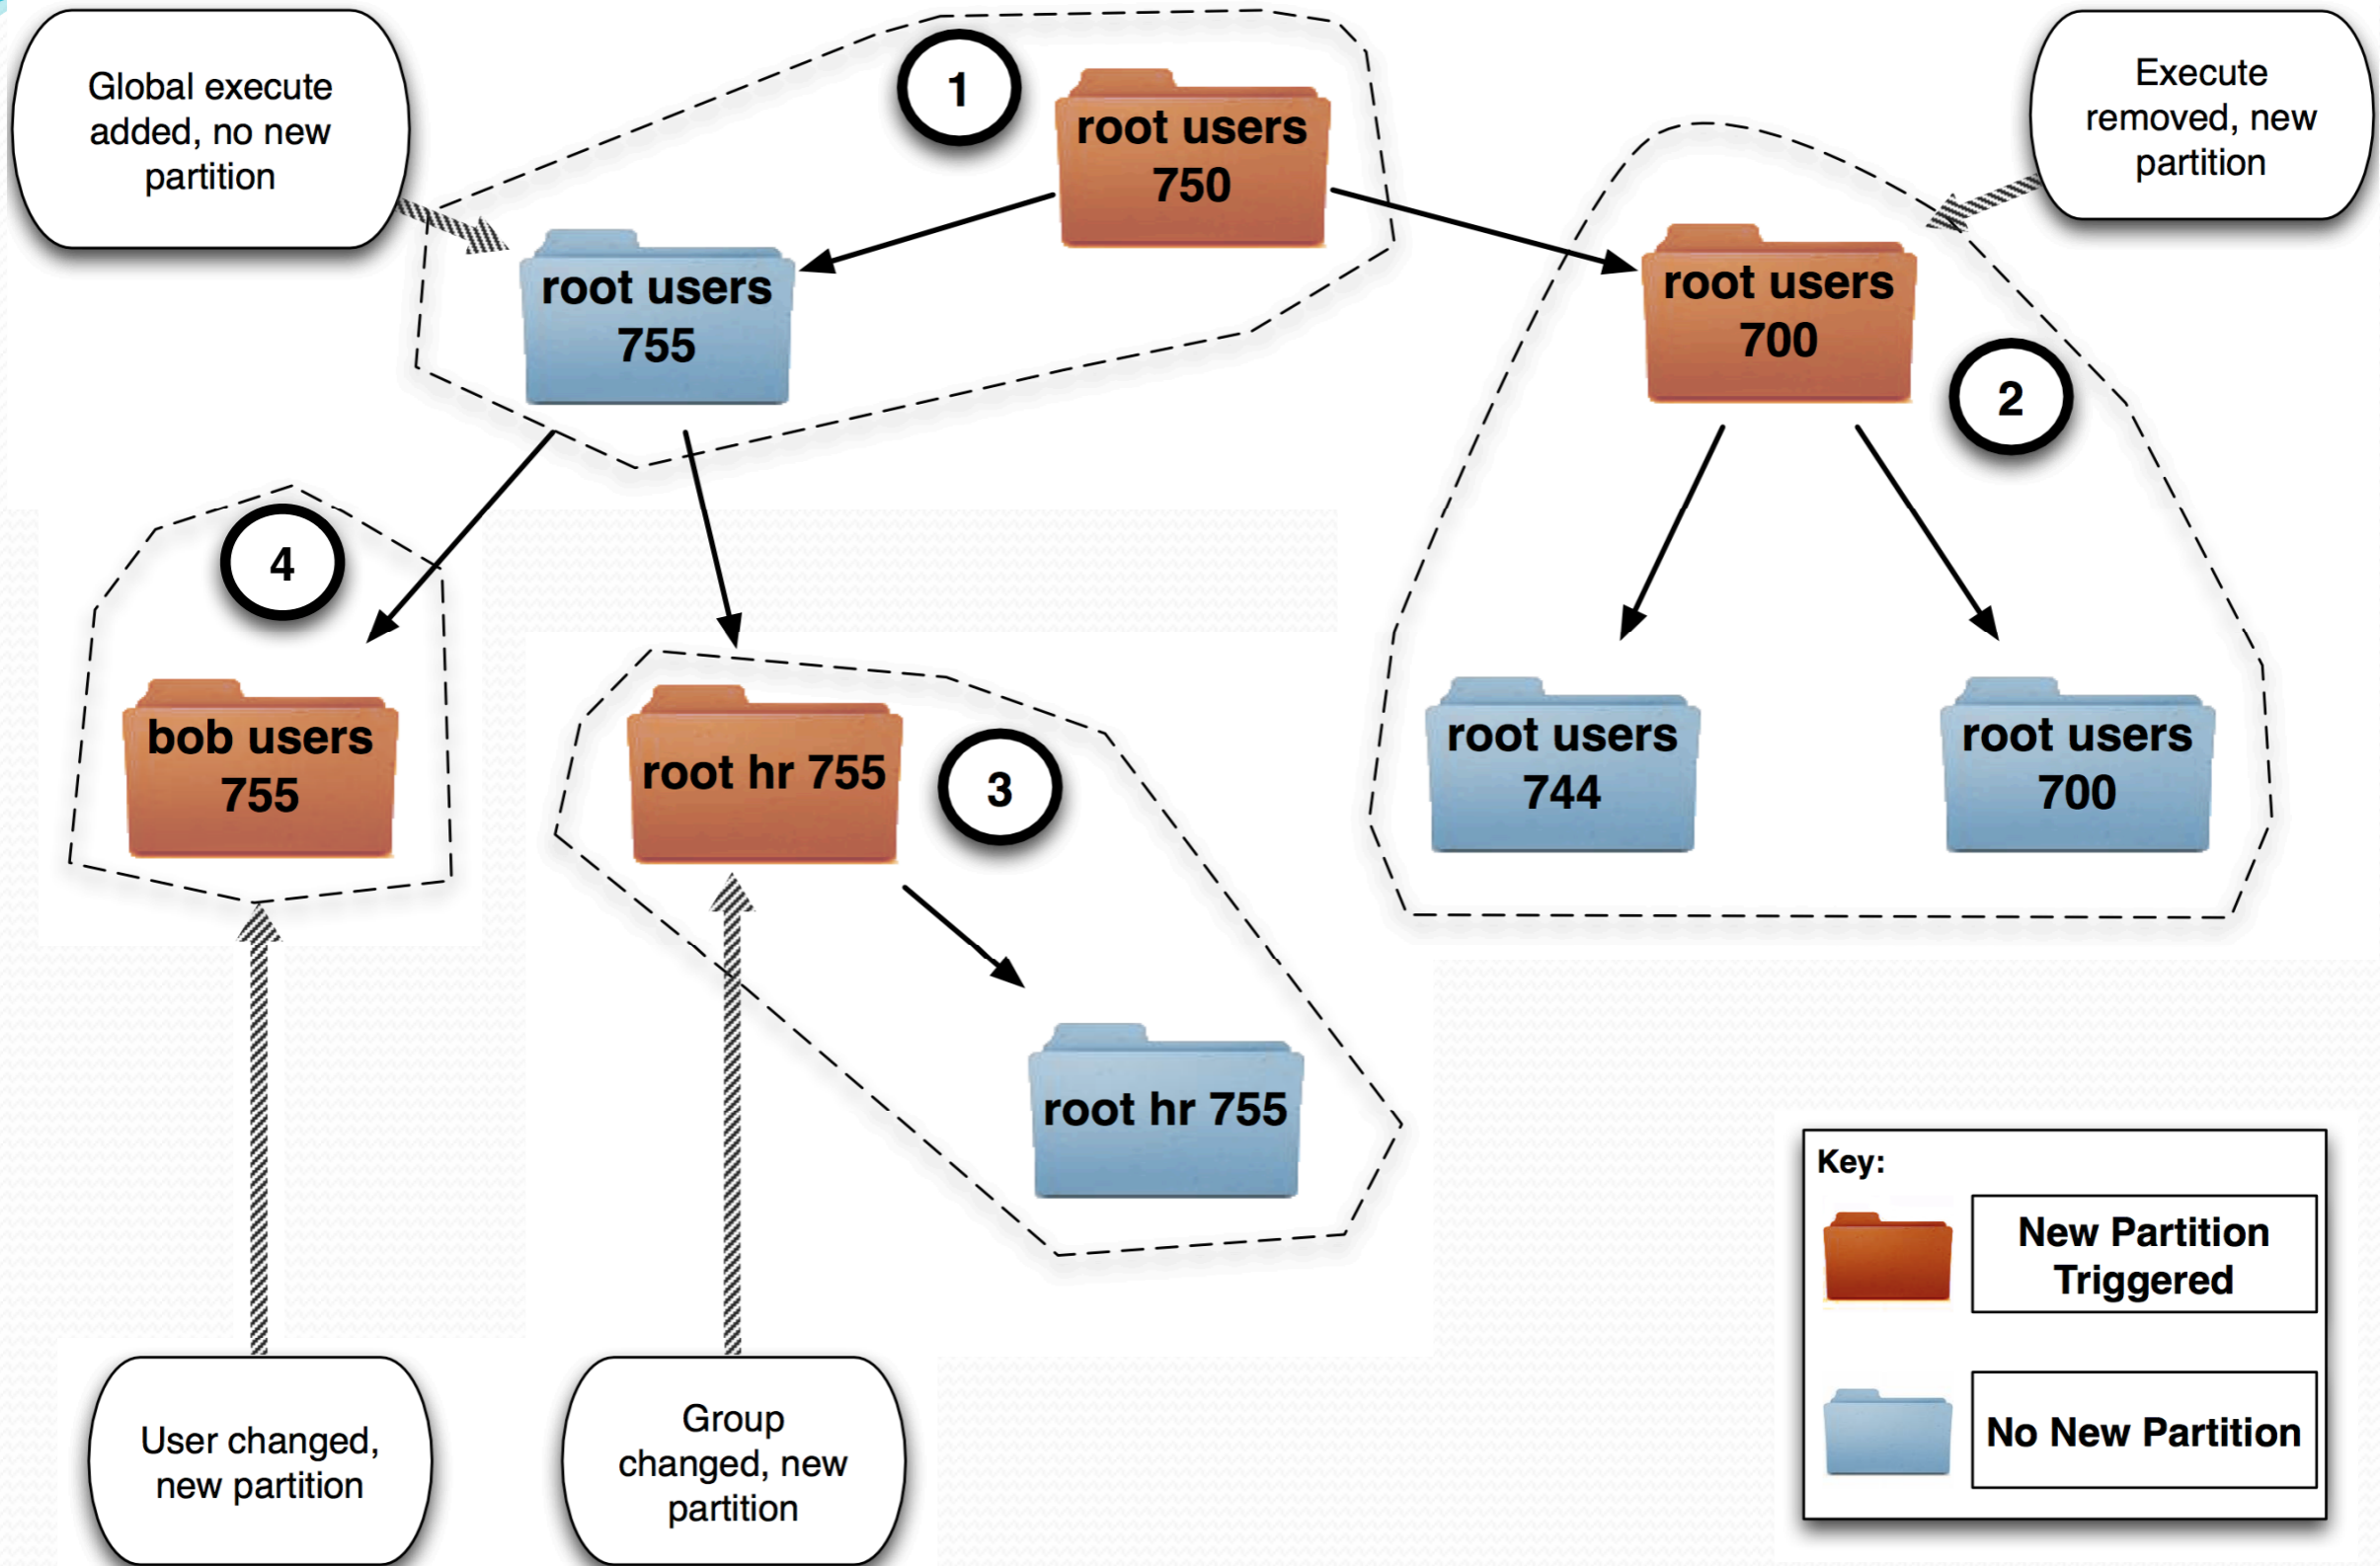 Global execute
added, no new
partition
1
root users
750
Execute
removed, new
partition
root users
755
root users
700
2
4
bob users
755
root hr 755
3
root users
744
root users
700
root hr 755
User changed,
new partition
Group
changed, new
partition
Key:
New Partition
Triggered
No New Partition